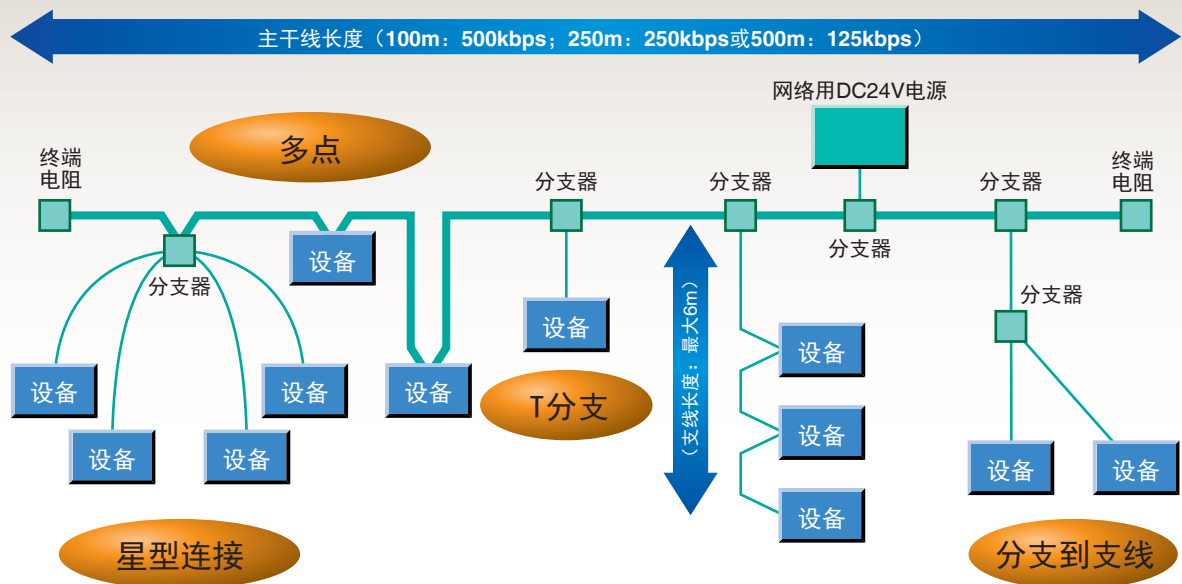 主干线长度（100m：500kbps；250m：250kbps或500m：125kbps）
网络用DC24V电源
多点
终端
电阻
分支器
分支器
分支器
终端
电阻
分支器
设备
分支器
分支器
设备
（支线长度：最大6m）
设备
设备
设备
设备
T分支
设备
设备
设备
设备
设备
设备
设备
星型连接
分支到支线